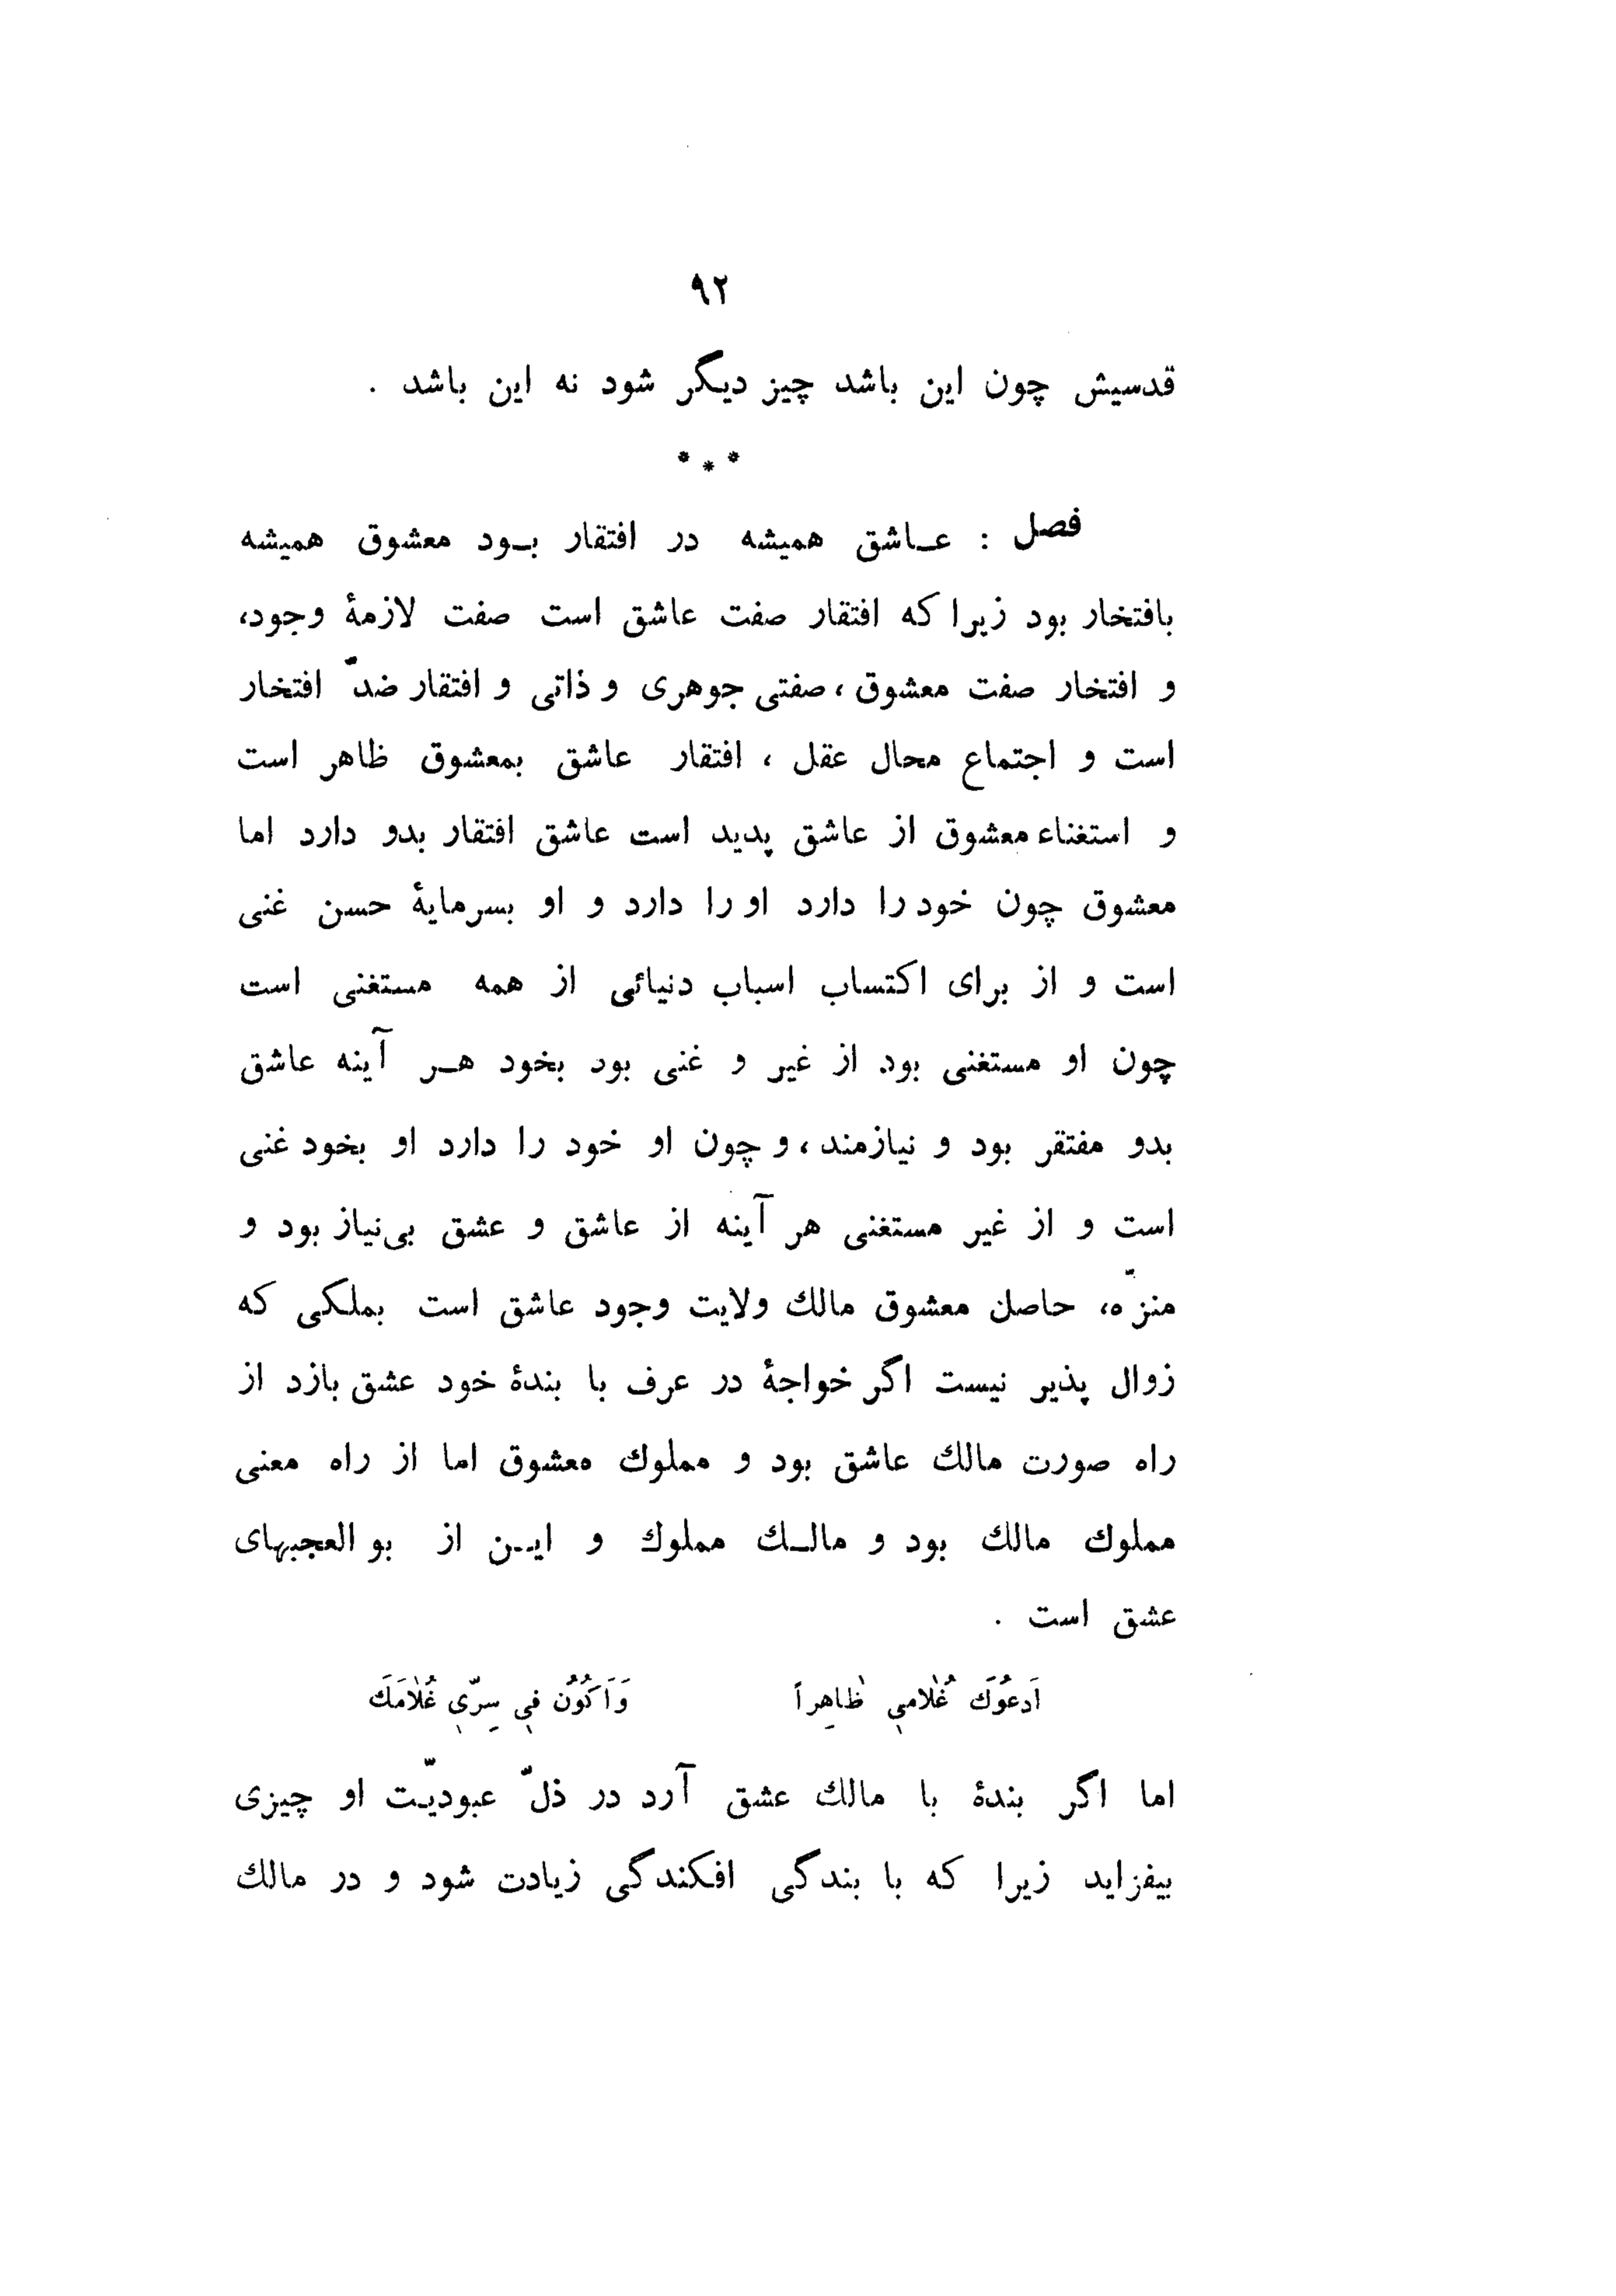 ۹۲
قدسیش چون این باشد چیز دیگر شود نه این باشد .
* * *
فصل : عـاشق همیشه در افتقار بـود معشوق همیشه
بافتخار بود زیرا که افتقار صفت عاشق است صفت لازمهٔ وجود،
و افتخار صفت معشوق، صفتی جوهری و ذاتی و افتقار ضدّ افتخار
است و اجتماع محال عقل ، افتقار عاشق بمعشوق ظاهر است
و استغناء معشوق از عاشق پدید است عاشق افتقار بدو دارد اما
معشوق چون خود را دارد او را دارد و او بسرمایهٔ حسن غنی
است و از برای اکتساب اسباب دنیائی از همه مستغنی است
چون او مستغنی بود از غیر و غنی بود بخود هـر آینه عاشق
بدو مفتقر بود و نیازمند، و چون او خود را دارد او بخود غنی
است و از غیر مستغنی هر آینه از عاشق و عشق بی‌نیاز بود و
منزّه، حاصل معشوق مالك ولایت وجود عاشق است بملکی که
زوال پذیر نیست اگر خواجهٔ در عرف با بندهٔ خود عشق بازد از
راه صورت مالك عاشق بود و مملوك معشوق اما از راه معنی
مملوك مالك بود و مالـك مملوك و ایـن از بو العجبهای
عشق است .
اَدعُوَكَ غُلامي ظاهِراً وَاَكوُنُ في سِرّي غُلامَكَ
اما اگر بندهٔ با مالك عشق آرد در ذلّ عبودیّت او چیزی
بیفزاید زیرا که با بندگی افکندگی زیادت شود و در مالك